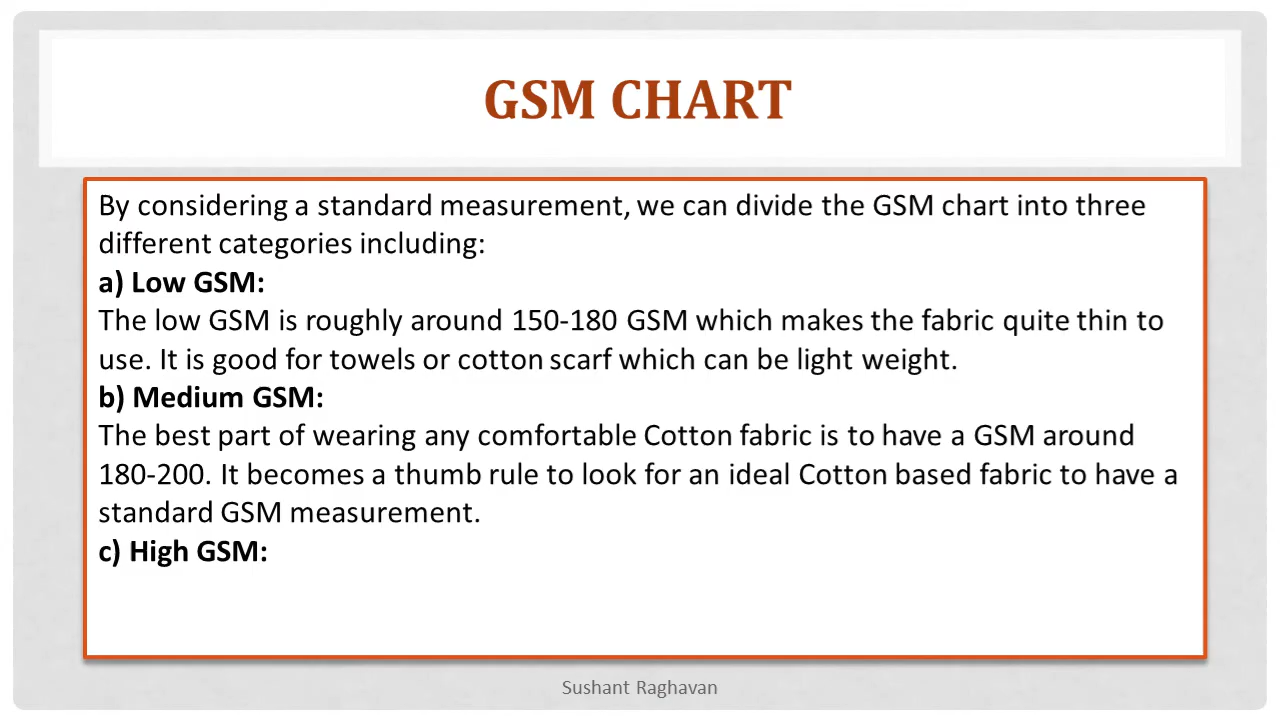 GSM CHART
By considering a standard measurement, we can divide the GSM chart into three
different categories including:
a) Low GSM:
The low GSM is roughly around 150-180 GSM which makes the fabric quite thin to
use. It is good for towels or cotton scarf which can be light weight.
b) Medium GSM:
The best part of wearing any comfortable Cotton fabric is to have a GSM around
180-200. It becomes a thumb rule to look for an ideal Cotton based fabric to have a
standard GSM measurement.
c) High GSM:
Sushant Raghavan